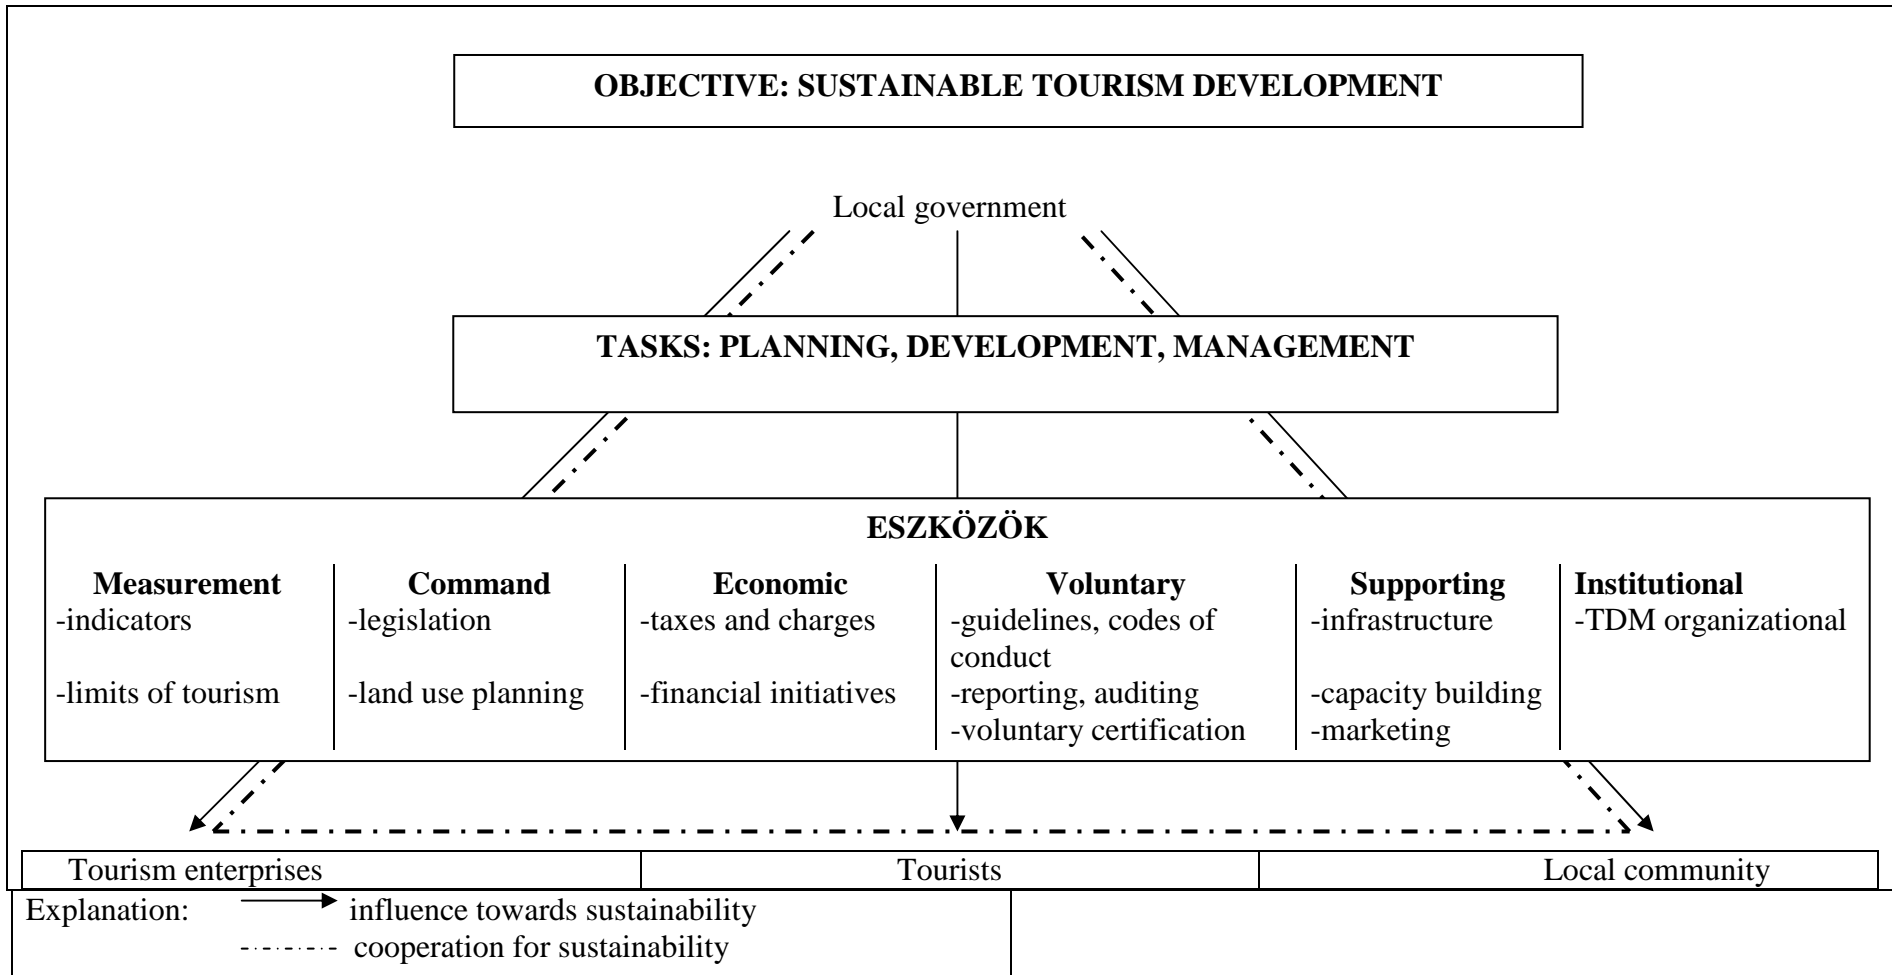 OBJECTIVE: SUSTAINABLE TOURISM DEVELOPMENT
Local government
TASKS: PLANNING, DEVELOPMENT, MANAGEMENT
ESZKÖZÖK
Measurement
-indicators
-limits of tourism
Command
-legislation
-land use planning
Economic
-taxes and charges
-financial initiatives
Voluntary
-guidelines, codes of
conduct
-reporting, auditing
-voluntary certification
Supporting
-infrastructure
-capacity building
-marketing
Institutional
-TDM organizational
Tourism enterprises
Tourists
Local community
Explanation:
influence towards sustainability
cooperation for sustainability